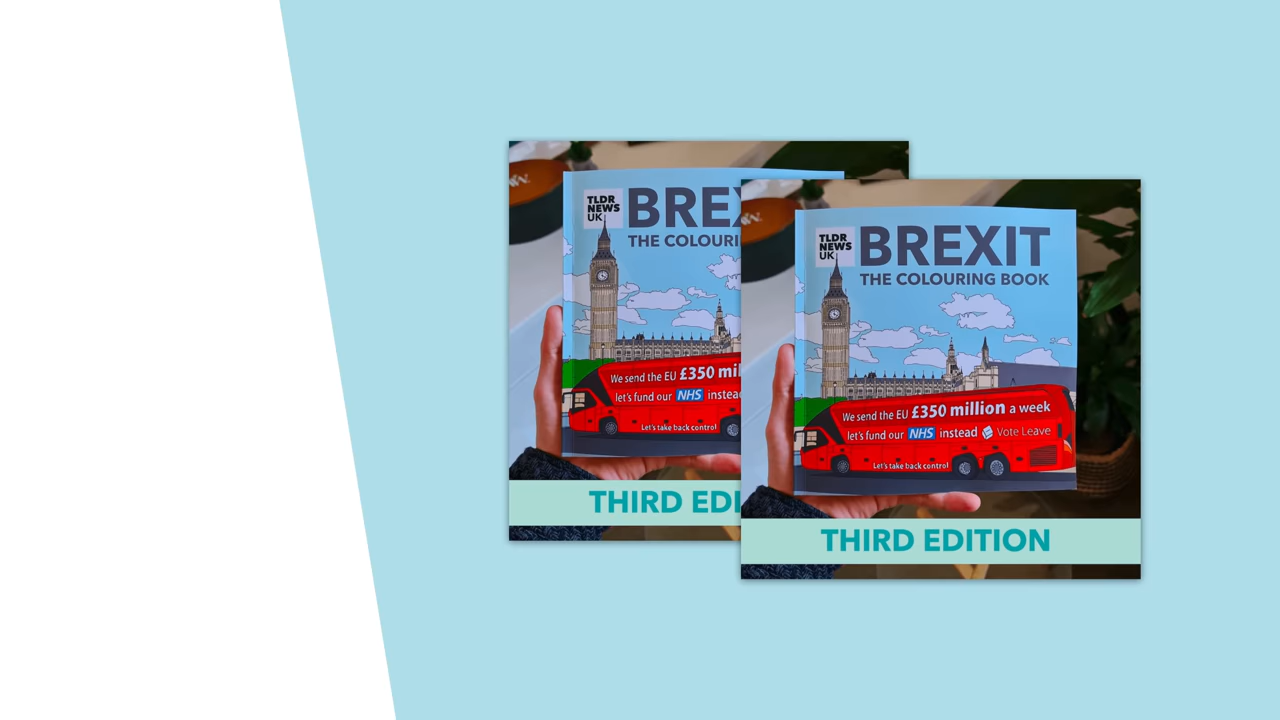 TLDR
NEWS
UK
BREX
THE COLOURI
We send the EU £350 mil
let's fund our NHS instead
Let's take back control
THIRD EDI
TLDR
NEWS
UK
BREXIT
THE COLOURING BOOK
We send the EU £350 million a week
let's fund our NHS instead Vote Leave
Let's take back control
THIRD EDITION